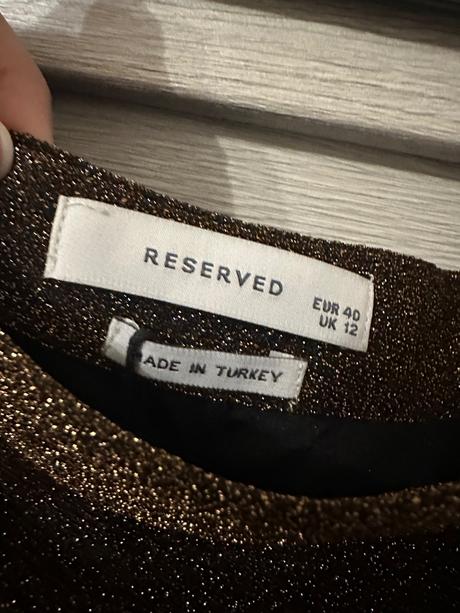 RESERVED
EUR 40
UK 12
ADE IN TURKEY